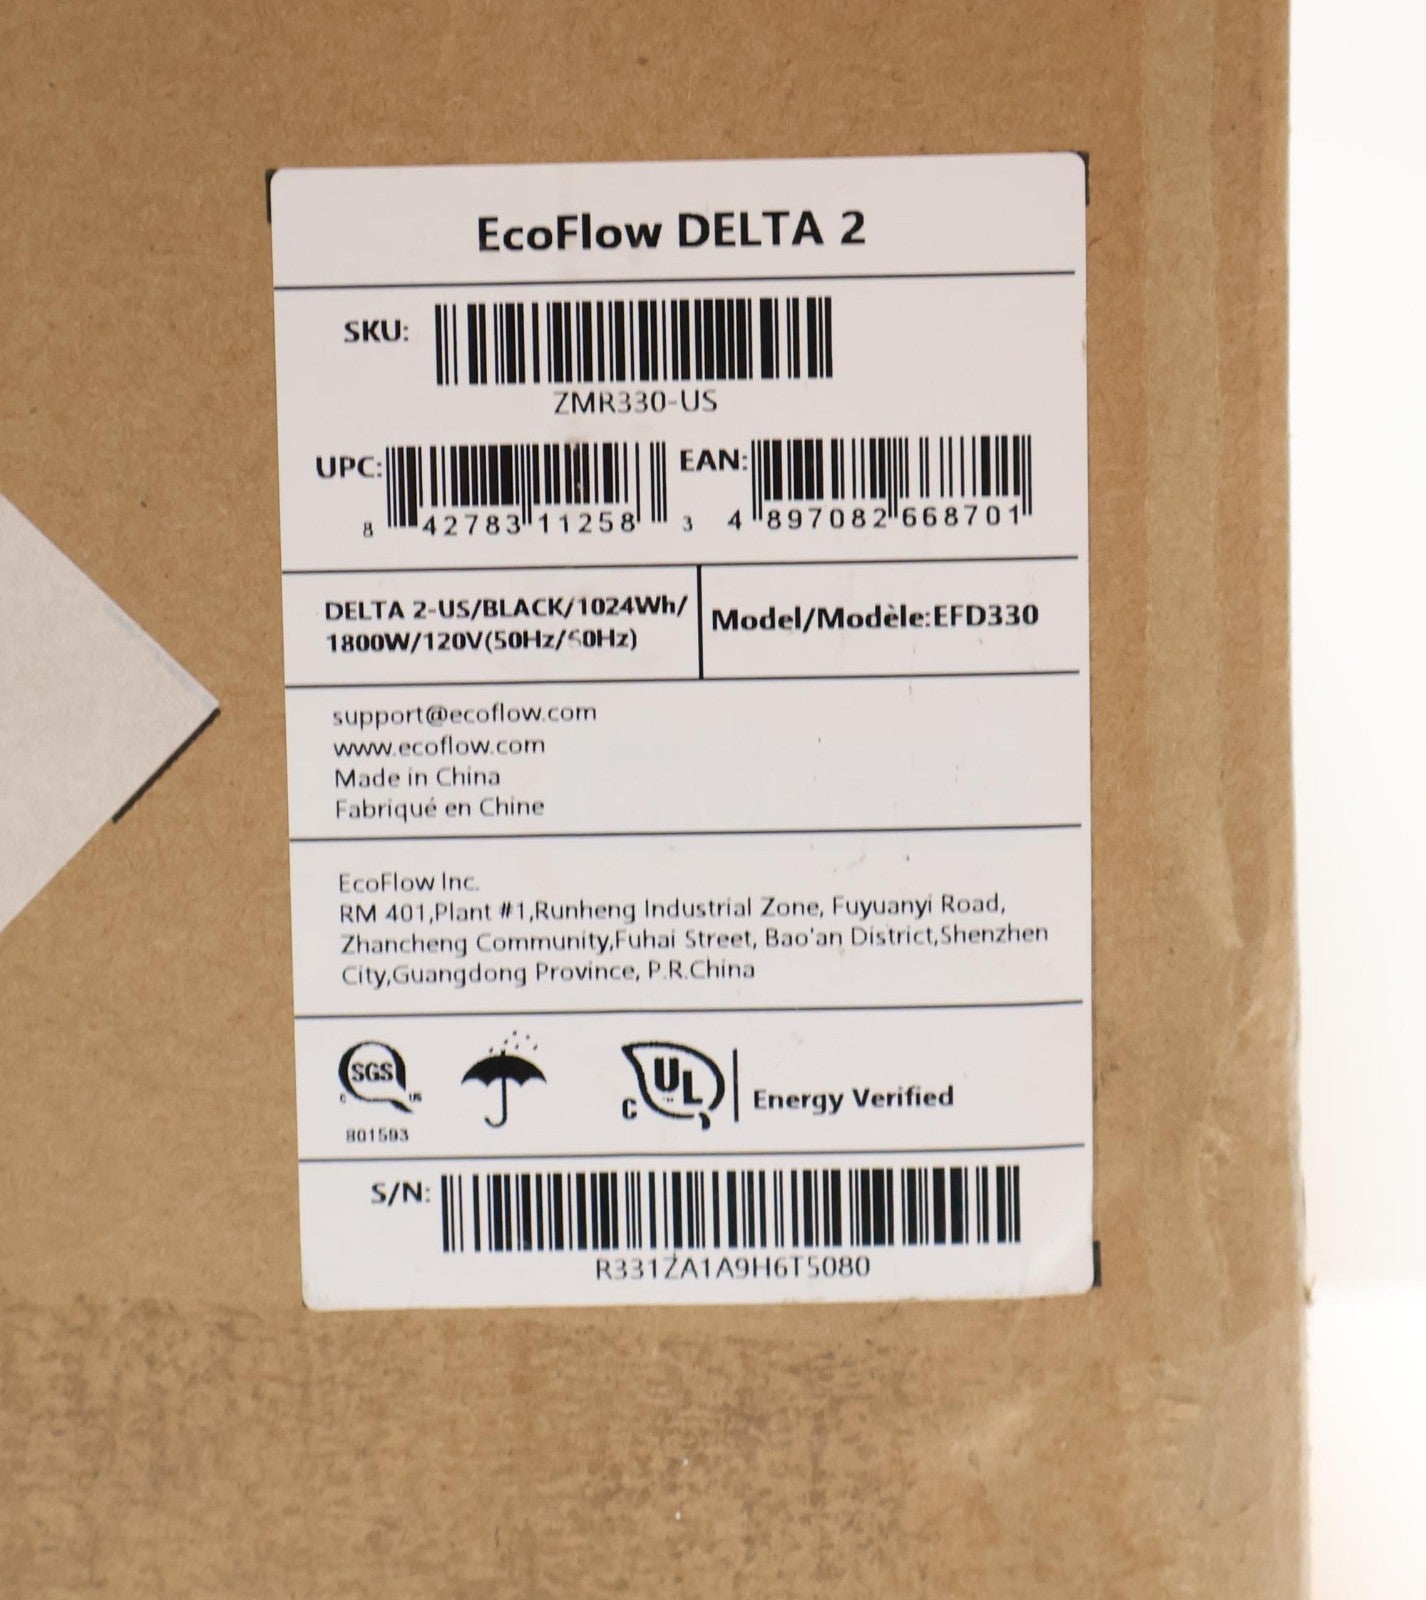 EcoFlow DELTA 2
SKU:
ZMR330-US
UPC:
8 42783 11258 3
EAN:
4 897082 668701
DELTA 2-US/BLACK/1024Wh/
1800W/120V(50Hz/60Hz)
Model/Modèle:EFD330
support@ecoflow.com
www.ecoflow.com
Made in China
Fabriqué en Chine
EcoFlow Inc.
RM 401,Plant #1,Runheng Industrial Zone, Fuyuanyi Road,
Zhancheng Community,Fuhai Street, Bao'an District,Shenzhen
City,Guangdong Province, P.R.China
SGS
C US
801593
C UL
Energy Verified
S/N:
R331ZA1A9H6T5080